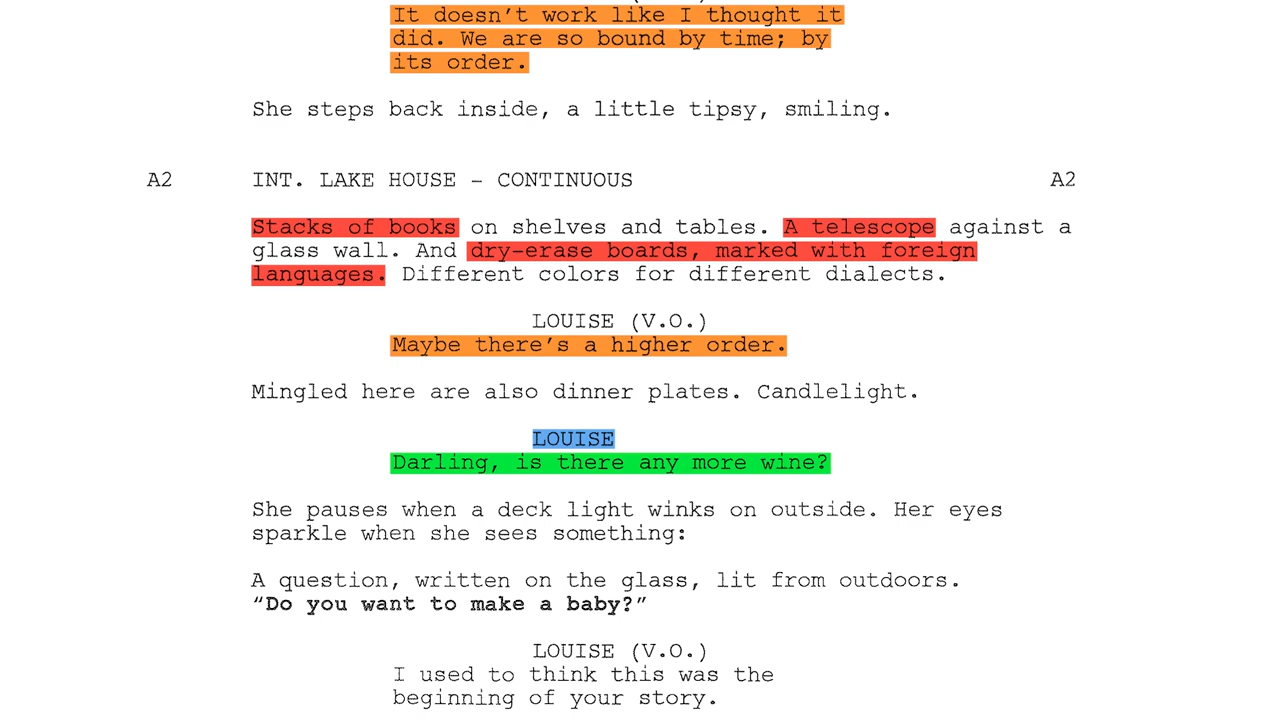 It doesn't work like I thought it
did. We are so bound by time; by
its order.
She steps back inside, a little tipsy, smiling.
A2 INT. LAKE HOUSE – CONTINUOUS A2
Stacks of books on shelves and tables. A telescope against a
glass wall. And dry-erase boards, marked with foreign
languages. Different colors for different dialects.
LOUISE (V.O.)
Maybe there's a higher order.
Mingled here are also dinner plates. Candlelight.
LOUISE
Darling, is there any more wine?
She pauses when a deck light winks on outside. Her eyes
sparkle when she sees something:
A question, written on the glass, lit from outdoors.
“Do you want to make a baby?”
LOUISE (V.O.)
I used to think this was the
beginning of your story.